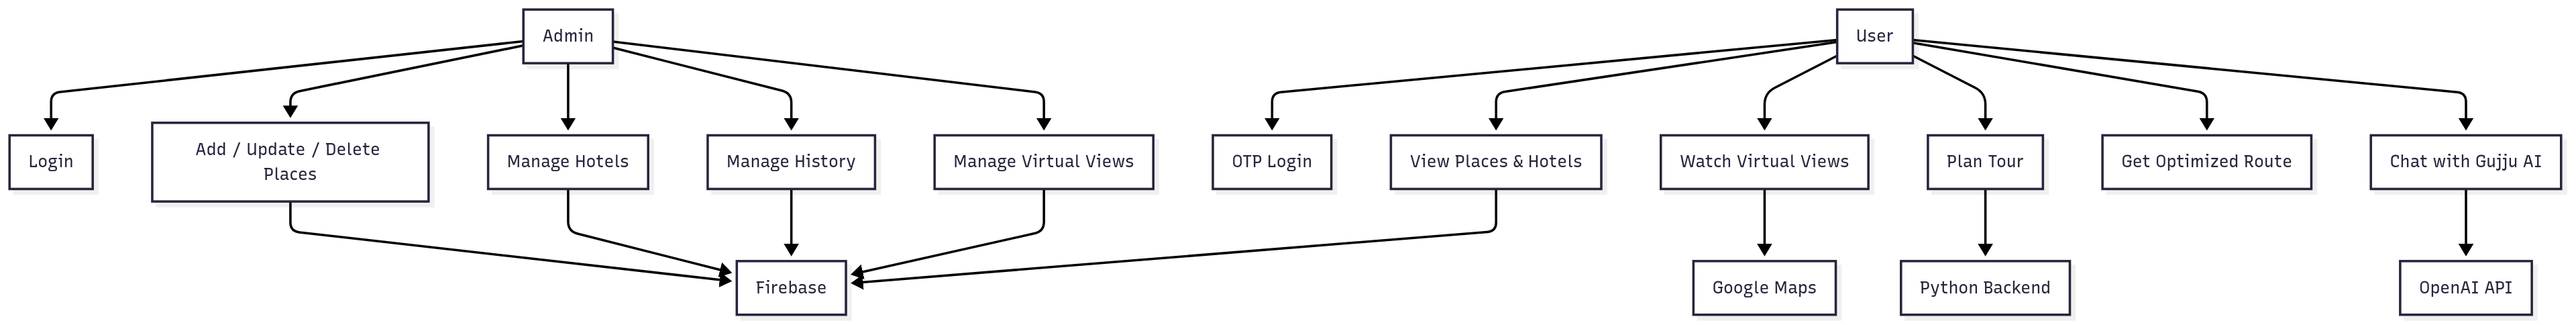 Admin
User
Login
Add / Update / Delete
Places
Manage Hotels
Manage History
Manage Virtual Views
OTP Login
View Places & Hotels
Watch Virtual Views
Plan Tour
Get Optimized Route
Chat with Gujju AI
Firebase
Google Maps
Python Backend
OpenAI API